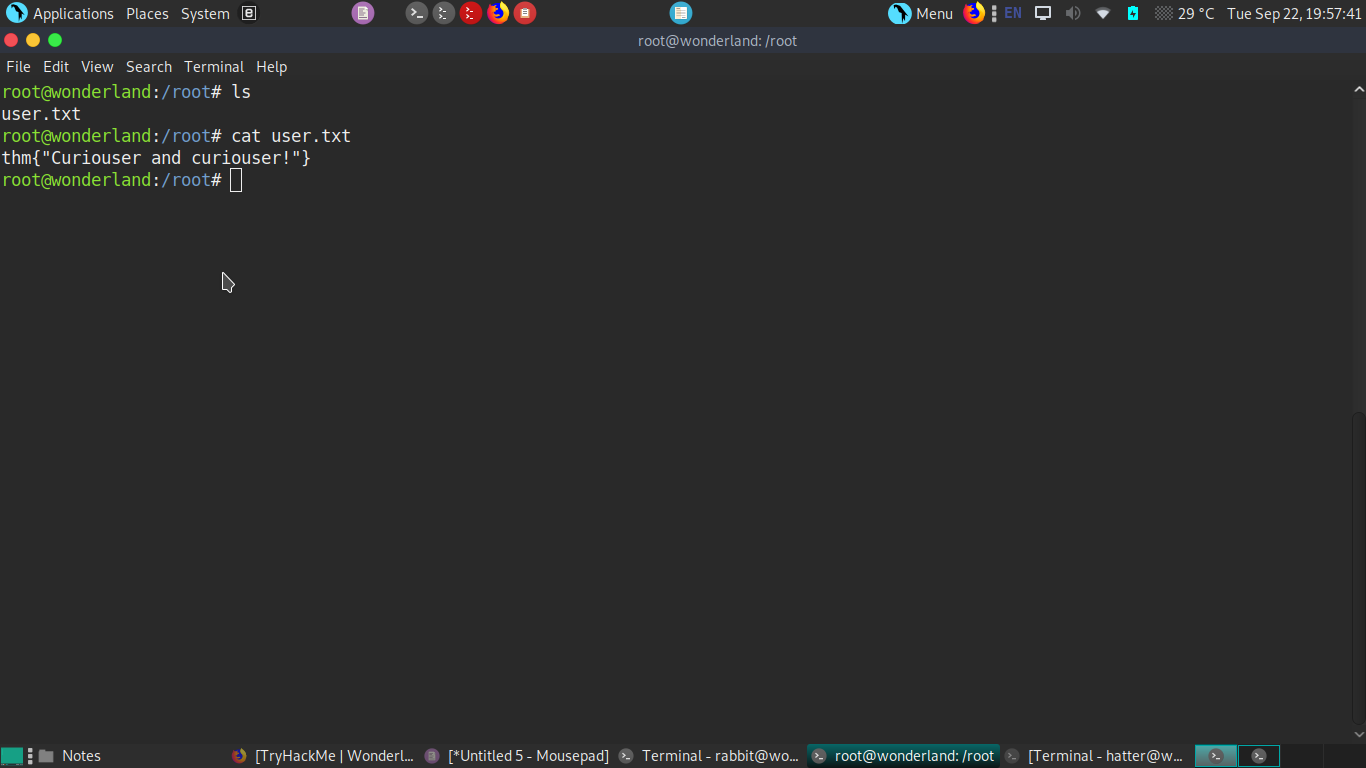 Applications Places System Menu EN 29 °C Tue Sep 22, 19:57:41
root@wonderland: /root
File Edit View Search Terminal Help
root@wonderland:/root# ls
user.txt
root@wonderland:/root# cat user.txt
thm{"Curiouser and curiouser!"}
root@wonderland:/root#
Notes [TryHackMe | Wonderl... [*Untitled 5 - Mousepad] Terminal - rabbit@wo... root@wonderland: /root [Terminal - hatter@w...